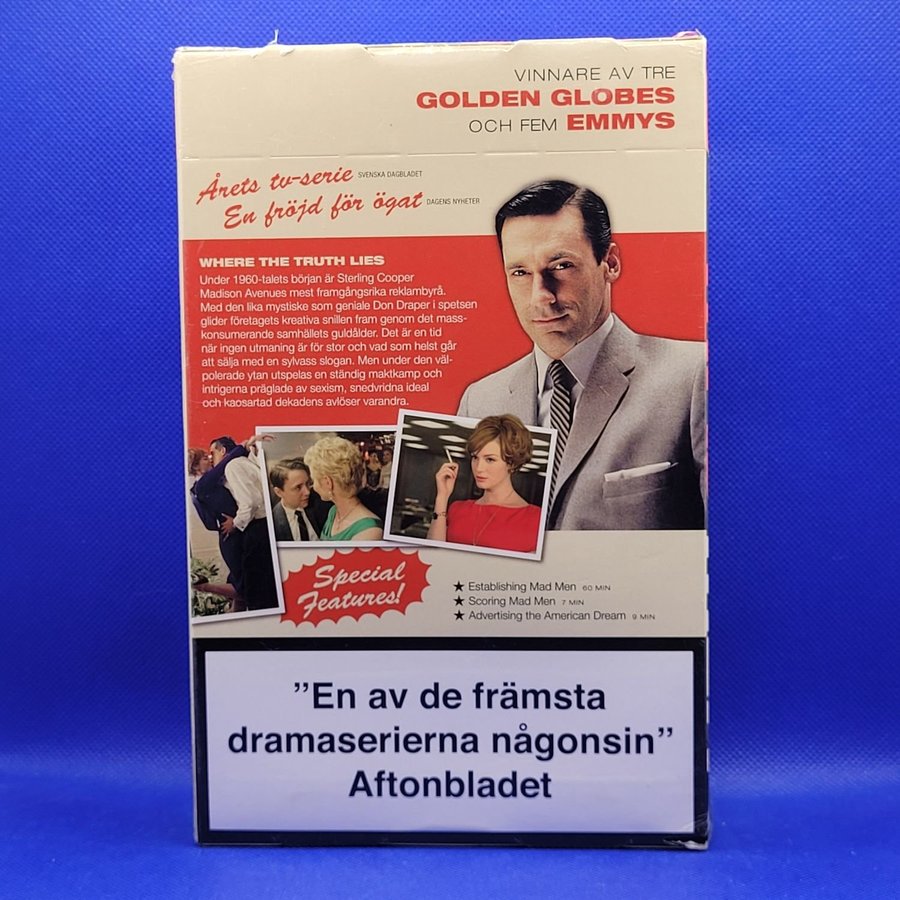 VINNARE AV TRE
GOLDEN GLOBES
OCH FEM EMMYS
Årets tv-serie SVENSKA DAGBLADET
En fröjd för ögat DAGENS NYHETER
WHERE THE TRUTH LIES
Under 1960-talets början är Sterling Cooper
Madison Avenues mest framgångsrika reklambyrå.
Med den lika mystiske som geniale Don Draper i spetsen
glider företagets kreativa snillen fram genom det mass-
konsumerande samhällets guldålder. Det är en tid
när ingen utmaning är för stor och vad som helst går
att sälja med en sylvass slogan. Men under den väl-
polerade ytan utspelas en ständig maktkamp och
intrigerna präglade av sexism, snedvridna ideal
och kaosartad dekadens avlöser varandra.
Special
Features!
★ Establishing Mad Men 60 MIN
★ Scoring Mad Men 7 MIN
★ Advertising the American Dream 9 MIN
”En av de främsta
dramaserierna någonsin”
Aftonbladet